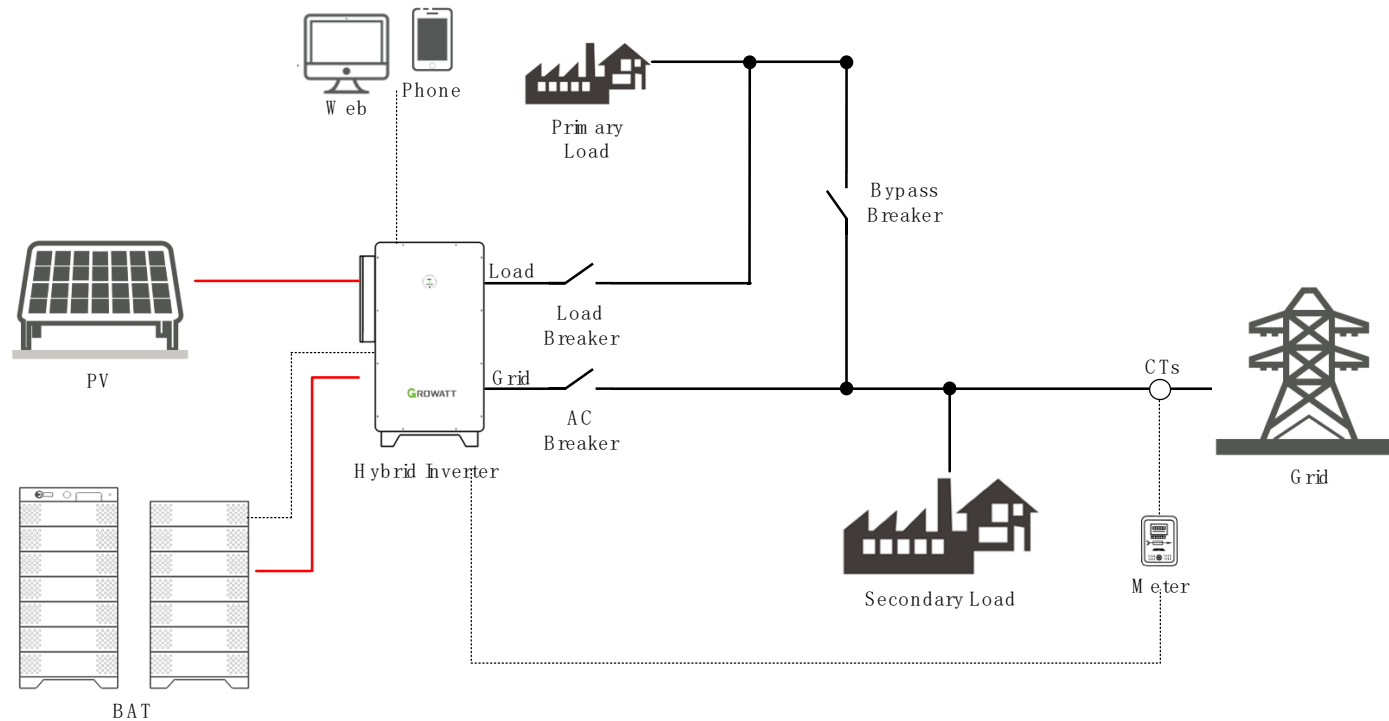 Web
Phone
Primary
Load
Bypass
Breaker
Load
Load
Breaker
PV
Grid
GROWATT
AC
Breaker
CTs
Hybrid Inverter
Grid
Secondary Load
Meter
BAT